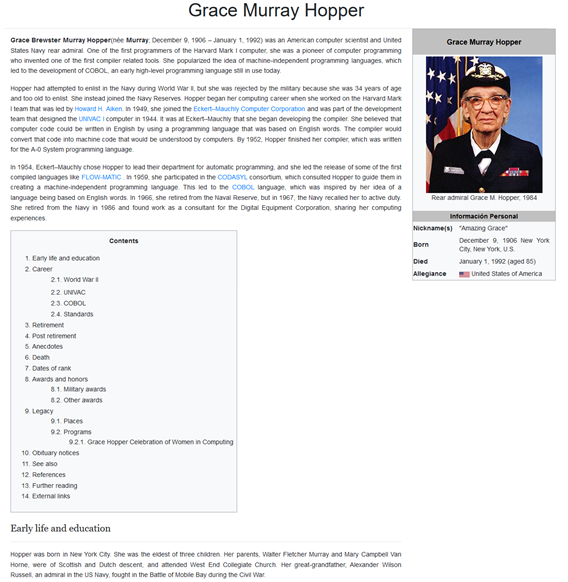 Grace Murray Hopper
Grace Brewster Murray Hopper(née Murray; December 9, 1906 – January 1, 1992) was an American computer scientist and United
States Navy rear admiral. One of the first programmers of the Harvard Mark I computer, she was a pioneer of computer programming
who invented one of the first compiler related tools. She popularized the idea of machine-independent programming languages, which
led to the development of COBOL, an early high-level programming language still in use today.
Hopper had attempted to enlist in the Navy during World War II, but she was rejected by the military because she was 34 years of age
and too old to enlist. She instead joined the Navy Reserves. Hopper began her computing career when she worked on the Harvard Mark
I team that was led by Howard H. Aiken. In 1949, she joined the Eckert–Mauchly Computer Corporation and was part of the development
team that designed the UNIVAC I computer in 1944. It was at Eckert–Mauchly that she began developing the compiler. She believed that
computer code could be written in English by using a programming language that was based on English words. The compiler would
convert that code into machine code that would be understood by computers. By 1952, Hopper finished her compiler, which was written
for the A-0 System programming language.
In 1954, Eckert–Mauchly chose Hopper to lead their department for automatic programming, and she led the release of some of the first
compiled languages like FLOW-MATIC . In 1959, she participated in the CODASYL consortium, which consulted Hopper to guide them in
creating a machine-independent programming language. This led to the COBOL language, which was inspired by her idea of a
language being based on English words. In 1966, she retired from the Naval Reserve, but in 1967, the Navy recalled her to active duty.
She retired from the Navy in 1986 and found work as a consultant for the Digital Equipment Corporation, sharing her computing
experiences.
Grace Murray Hopper
Rear admiral Grace M. Hopper, 1984
Información Personal
Nickname(s) "Amazing Grace"
Born December 9, 1906 New York
City, New York, U.S.
Died January 1, 1992 (aged 85)
Allegiance United States of America
Contents
1. Early life and education
2. Career
2.1. World War II
2.2. UNIVAC
2.3. COBOL
2.4. Standards
3. Retirement
4. Post retirement
5. Anecdotes
6. Death
7. Dates of rank
8. Awards and honors
8.1. Military awards
8.2. Other awards
9. Legacy
9.1. Places
9.2. Programs
9.2.1. Grace Hopper Celebration of Women in Computing
10. Obituary notices
11. See also
12. References
13. Further reading
14. External links
Early life and education
Hopper was born in New York City. She was the eldest of three children. Her parents, Walter Fletcher Murray and Mary Campbell Van
Horne, were of Scottish and Dutch descent, and attended West End Collegiate Church. Her great-grandfather, Alexander Wilson
Russell, an admiral in the US Navy, fought in the Battle of Mobile Bay during the Civil War.